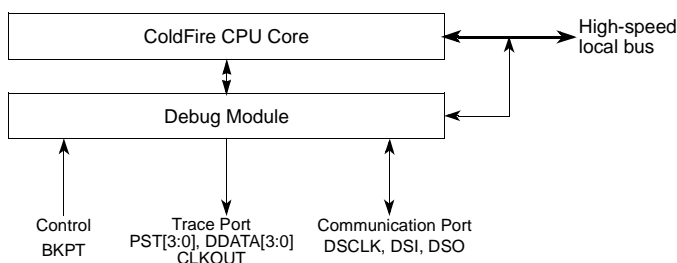 ColdFire CPU Core
High-speed
local bus
Debug Module
Control
BKPT
Trace Port
PST[3:0], DDATA[3:0]
CLKOUT
Communication Port
DSCLK, DSI, DSO